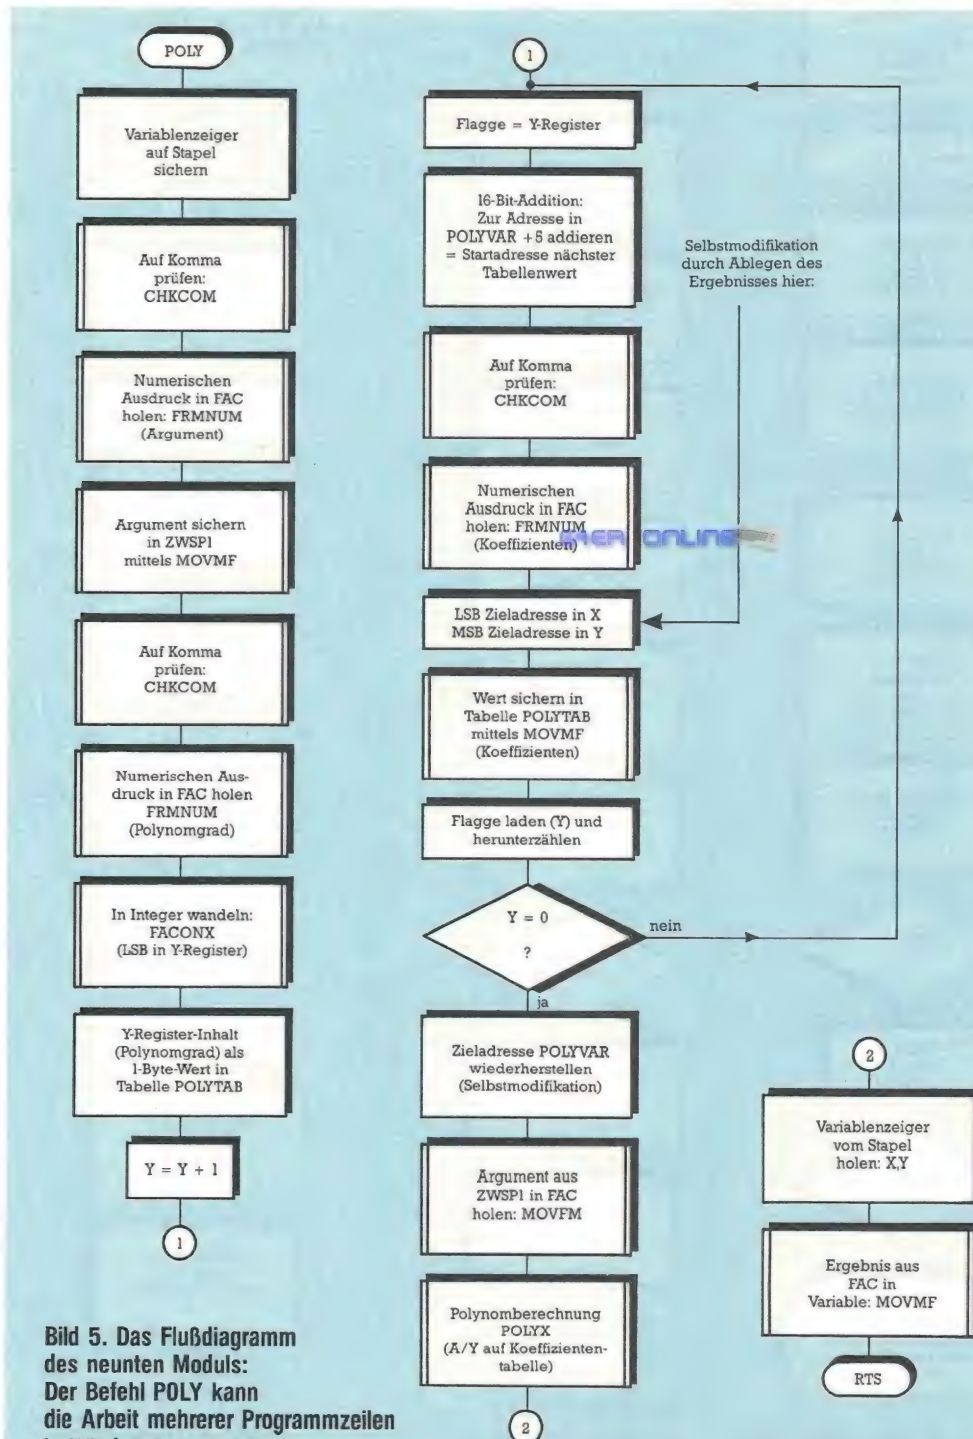 POLY
Variablenzeiger
auf Stapel
sichern
Auf Komma
prüfen:
CHKCOM
Numerischen
Ausdruck in FAC
holen: FRMNUM
(Argument)
Argument sichern
in ZWSP1
mittels MOVMF
Auf Komma
prüfen:
CHKCOM
Numerischen Aus-
druck in FAC holen
FRMNUM
(Polynomgrad)
In Integer wandeln:
FACONX
(LSB in Y-Register)
Y-Register-Inhalt
(Polynomgrad) als
1-Byte-Wert in
Tabelle POLYTAB
Y = Y + 1
1
1
Flagge = Y-Register
16-Bit-Addition:
Zur Adresse in
POLYVAR +5 addieren
= Startadresse nächster
Tabellenwert
Auf Komma
prüfen:
CHKCOM
Numerischen
Ausdruck in FAC
holen: FRMNUM
(Koeffizienten)
64ER ONLINE
Selbstmodifikation
durch Ablegen des
Ergebnisses hier:
LSB Zieladresse in X
MSB Zieladresse in Y
Wert sichern in
Tabelle POLYTAB
mittels MOVMF
(Koeffizienten)
Flagge laden (Y) und
herunterzählen
Y = 0
?
nein
ja
Zieladresse POLYVAR
wiederherstellen
(Selbstmodifikation)
Argument aus
ZWSP1 in FAC
holen: MOVFM
Polynomberechnung
POLYX
(A/Y auf Koeffizienten-
tabelle)
2
2
Variablenzeiger
vom Stapel
holen: X,Y
Ergebnis aus
FAC in
Variable: MOVMF
RTS
Bild 5. Das Flußdiagramm
des neunten Moduls:
Der Befehl POLY kann
die Arbeit mehrerer Programmzeilen